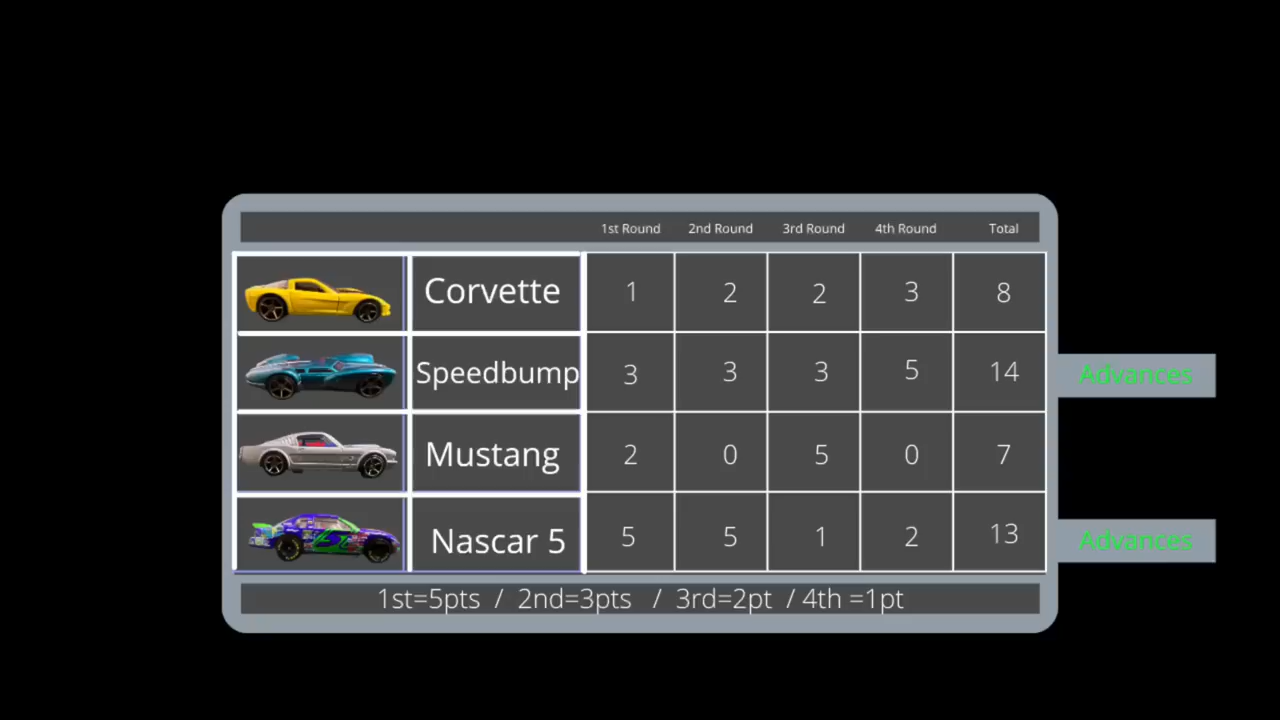 1st Round 2nd Round 3rd Round 4th Round Total
Corvette 1 2 2 3 8
Speedbump 3 3 3 5 14 Advances
Mustang 2 0 5 0 7
Nascar 5 5 5 1 2 13 Advances
1st=5pts / 2nd=3pts / 3rd=2pt / 4th =1pt